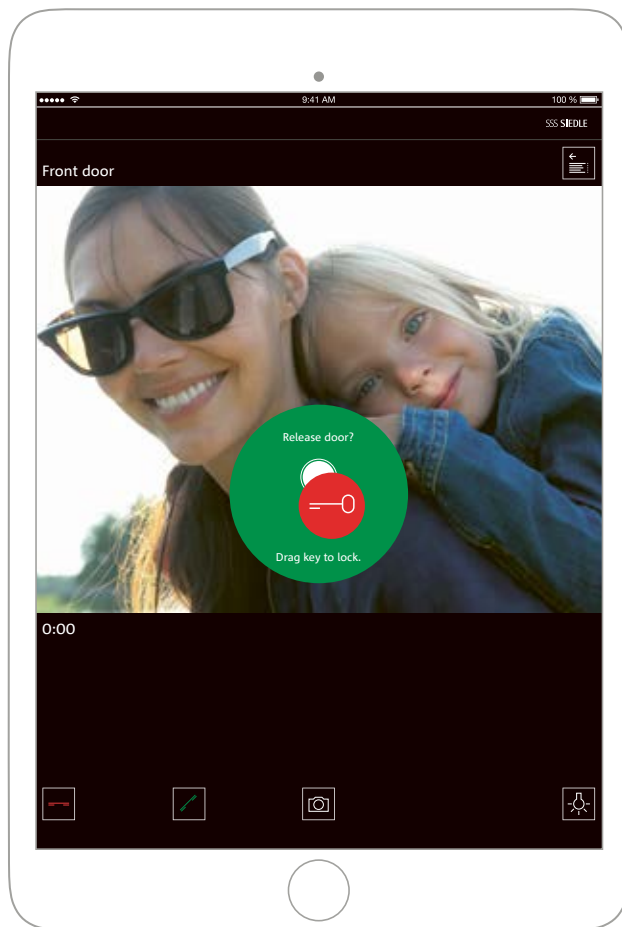 9:41 AM
100 %
SSS SIEDLE
Front door
Release door?
Drag key to lock.
0:00